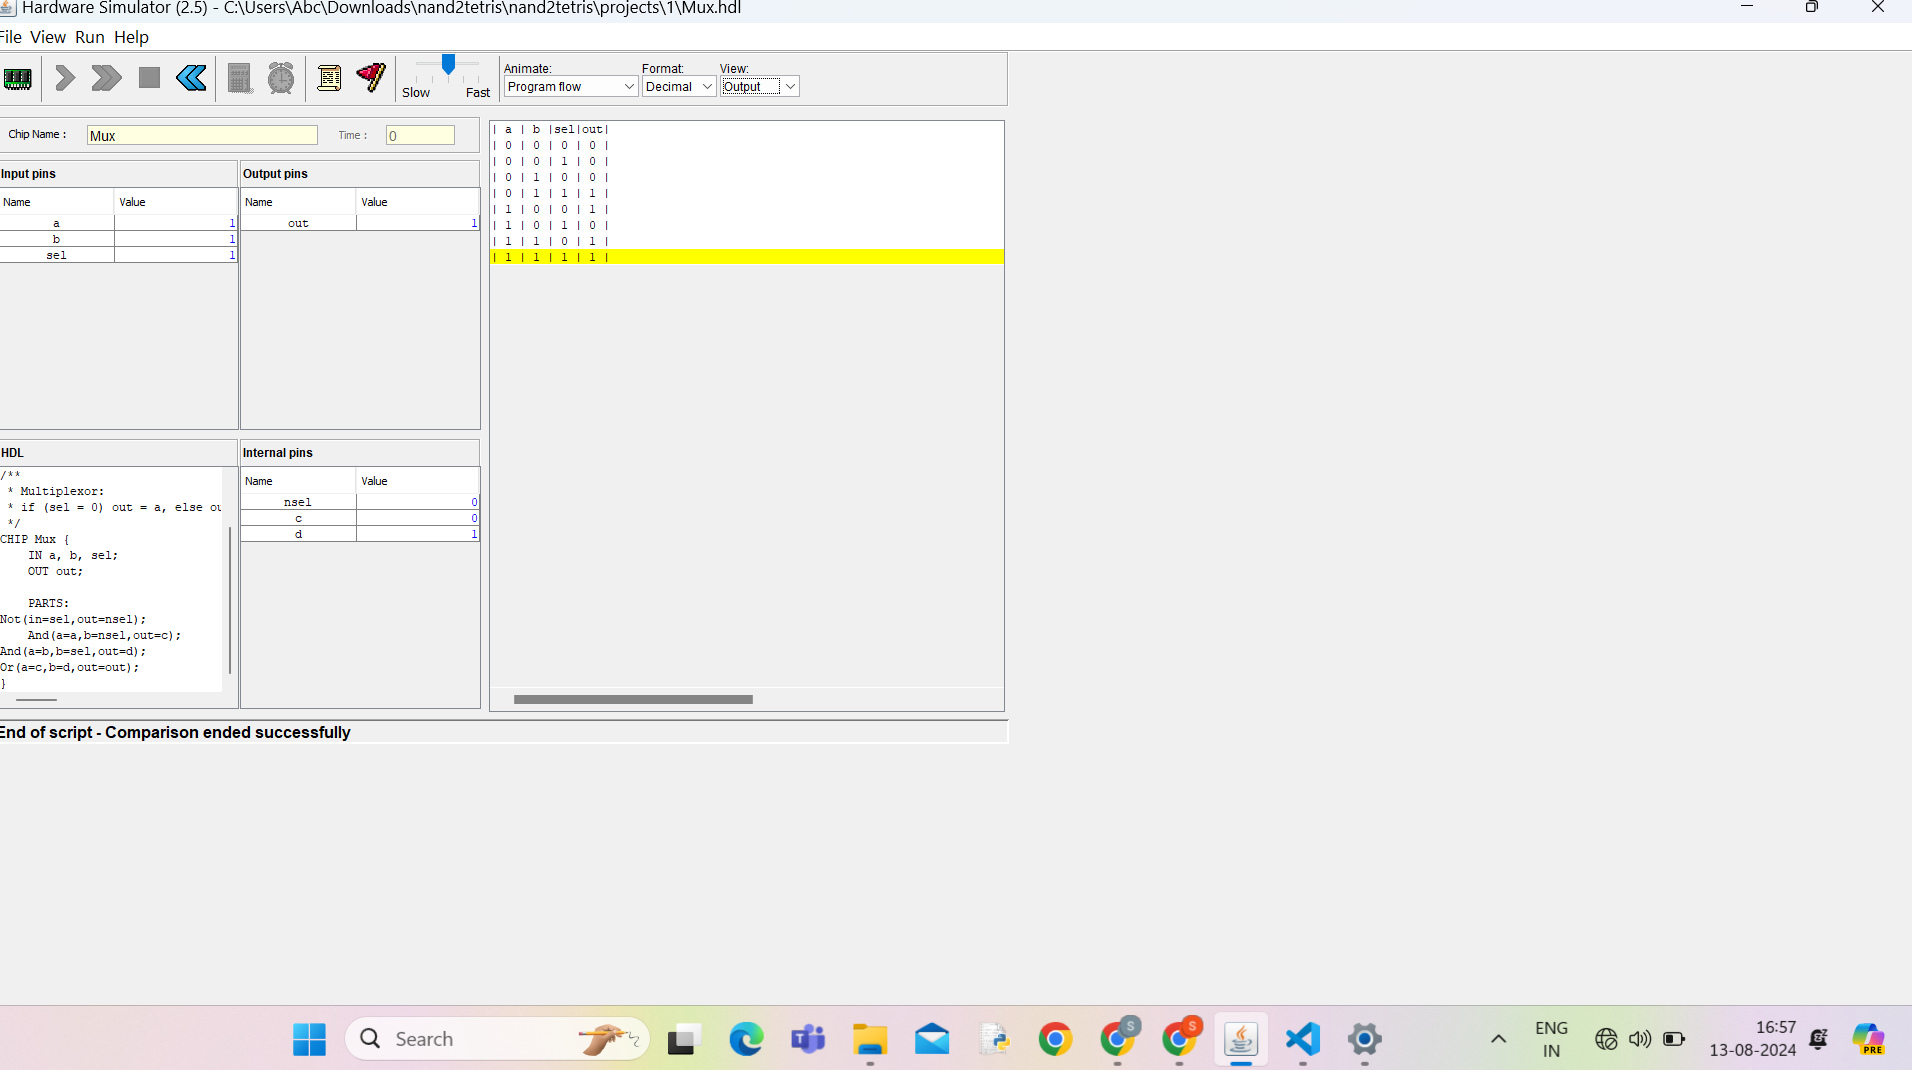 Hardware Simulator (2.5) - C:\Users\Abc\Downloads\nand2tetris\nand2tetris\projects\1\Mux.hdl
File View Run Help
Slow Fast
Animate: Format: View:
Program flow Decimal Output
Chip Name : Mux Time : 0
Input pins
Name Value
a 1
b 1
sel 1
Output pins
Name Value
out 1
| a | b |sel|out|
| 0 | 0 | 0 | 0 |
| 0 | 0 | 1 | 0 |
| 0 | 1 | 0 | 0 |
| 0 | 1 | 1 | 1 |
| 1 | 0 | 0 | 1 |
| 1 | 0 | 1 | 0 |
| 1 | 1 | 0 | 1 |
| 1 | 1 | 1 | 1 |
HDL
/**
* Multiplexor:
* if (sel = 0) out = a, else ou
*/
CHIP Mux {
IN a, b, sel;
OUT out;
PARTS:
Not(in=sel,out=nsel);
And(a=a,b=nsel,out=c);
And(a=b,b=sel,out=d);
Or(a=c,b=d,out=out);
}
Internal pins
Name Value
nsel 0
c 0
d 1
End of script - Comparison ended successfully
Search
S
S
ENG
IN
16:57
13-08-2024
PRE